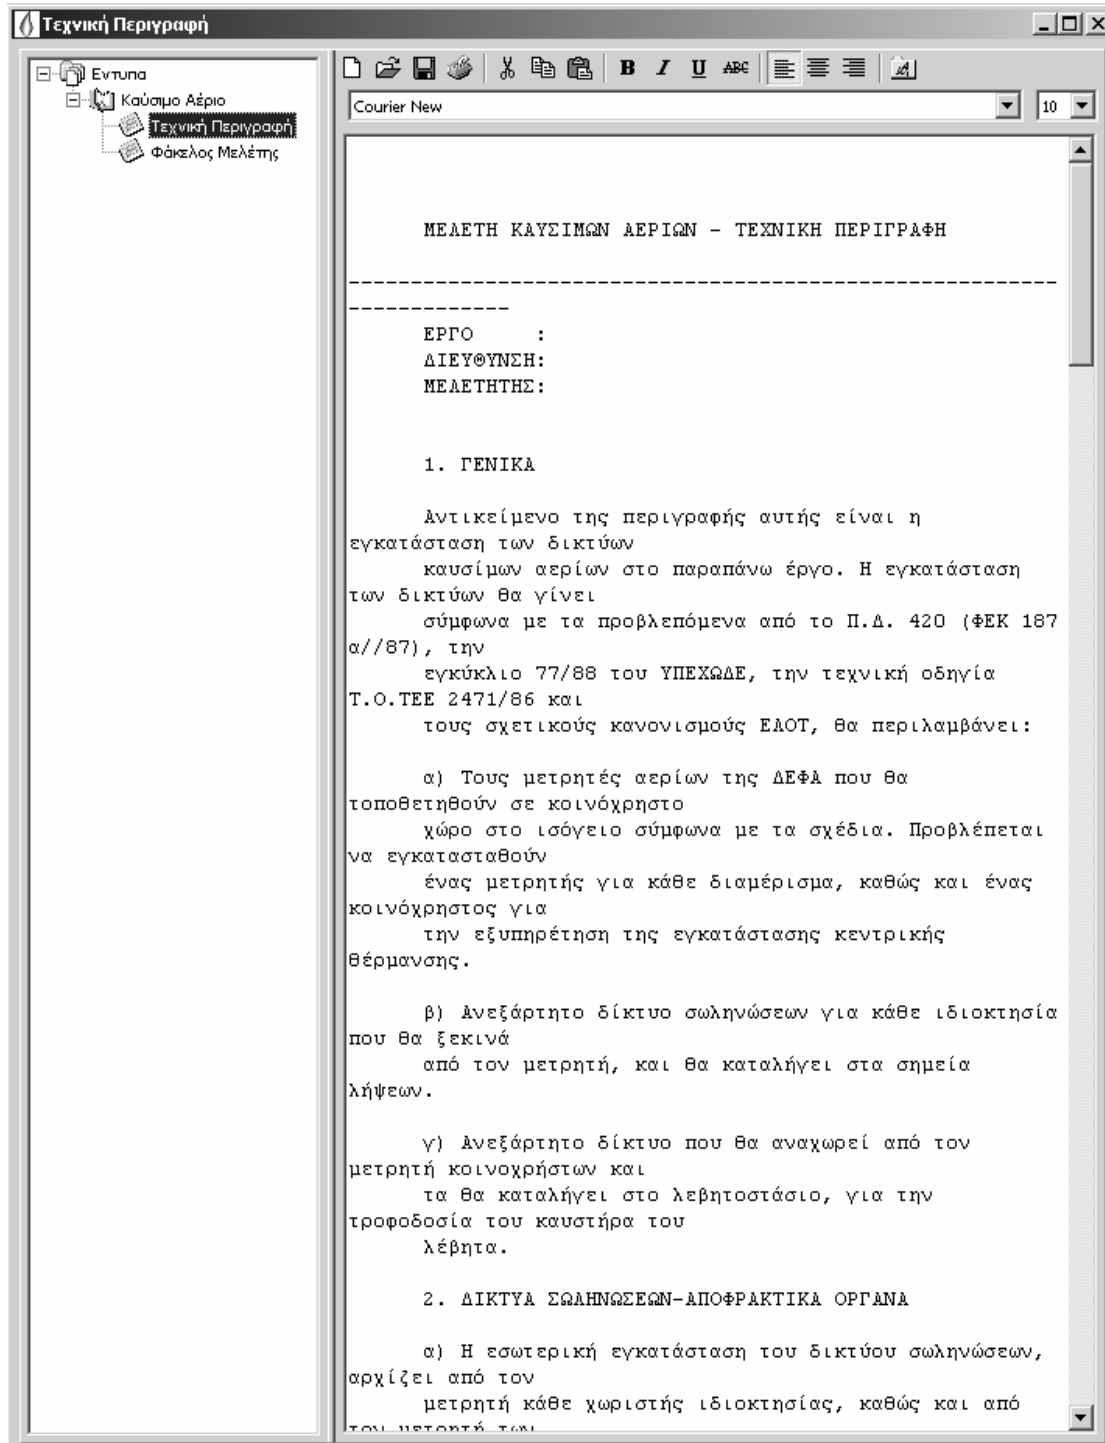 Τεχνική Περιγραφή
Εντυπα
Καύσιμο Αέριο
Τεχνική Περιγραφή
Φάκελος Μελέτης
B I U ABC
Courier New 10
ΜΕΛΕΤΗ ΚΑΥΣΙΜΩΝ ΑΕΡΙΩΝ - ΤΕΧΝΙΚΗ ΠΕΡΙΓΡΑΦΗ
---------------------------------------------------------
-------------
ΕΡΓΟ :
ΔΙΕΥΘΥΝΣΗ:
ΜΕΛΕΤΗΤΗΣ:
1. ΓΕΝΙΚΑ
Αντικείμενο της περιγραφής αυτής είναι η
εγκατάσταση των δικτύων
καυσίμων αερίων στο παραπάνω έργο. Η εγκατάσταση
των δικτύων θα γίνει
σύμφωνα με τα προβλεπόμενα από το Π.Δ. 420 (ΦΕΚ 187
α//87), την
εγκύκλιο 77/88 του ΥΠΕΧΩΔΕ, την τεχνική οδηγία
Τ.Ο.ΤΕΕ 2471/86 και
τους σχετικούς κανονισμούς ΕΛΟΤ, θα περιλαμβάνει:
α) Τους μετρητές αερίων της ΔΕΦΑ που θα
τοποθετηθούν σε κοινόχρηστο
χώρο στο ισόγειο σύμφωνα με τα σχέδια. Προβλέπεται
να εγκατασταθούν
ένας μετρητής για κάθε διαμέρισμα, καθώς και ένας
κοινόχρηστος για
την εξυπηρέτηση της εγκατάστασης κεντρικής
θέρμανσης.
β) Ανεξάρτητο δίκτυο σωληνώσεων για κάθε ιδιοκτησία
που θα ξεκινά
από τον μετρητή, και θα καταλήγει στα σημεία
λήψεων.
γ) Ανεξάρτητο δίκτυο που θα αναχωρεί από τον
μετρητή κοινοχρήστων και
τα θα καταλήγει στο λεβητοστάσιο, για την
τροφοδοσία του καυστήρα του
λέβητα.
2. ΔΙΚΤΥΑ ΣΩΛΗΝΩΣΕΩΝ-ΑΠΟΦΡΑΚΤΙΚΑ ΟΡΓΑΝΑ
α) Η εσωτερική εγκατάσταση του δικτύου σωληνώσεων,
αρχίζει από τον
μετρητή κάθε χωριστής ιδιοκτησίας, καθώς και από
τον μετρητή των